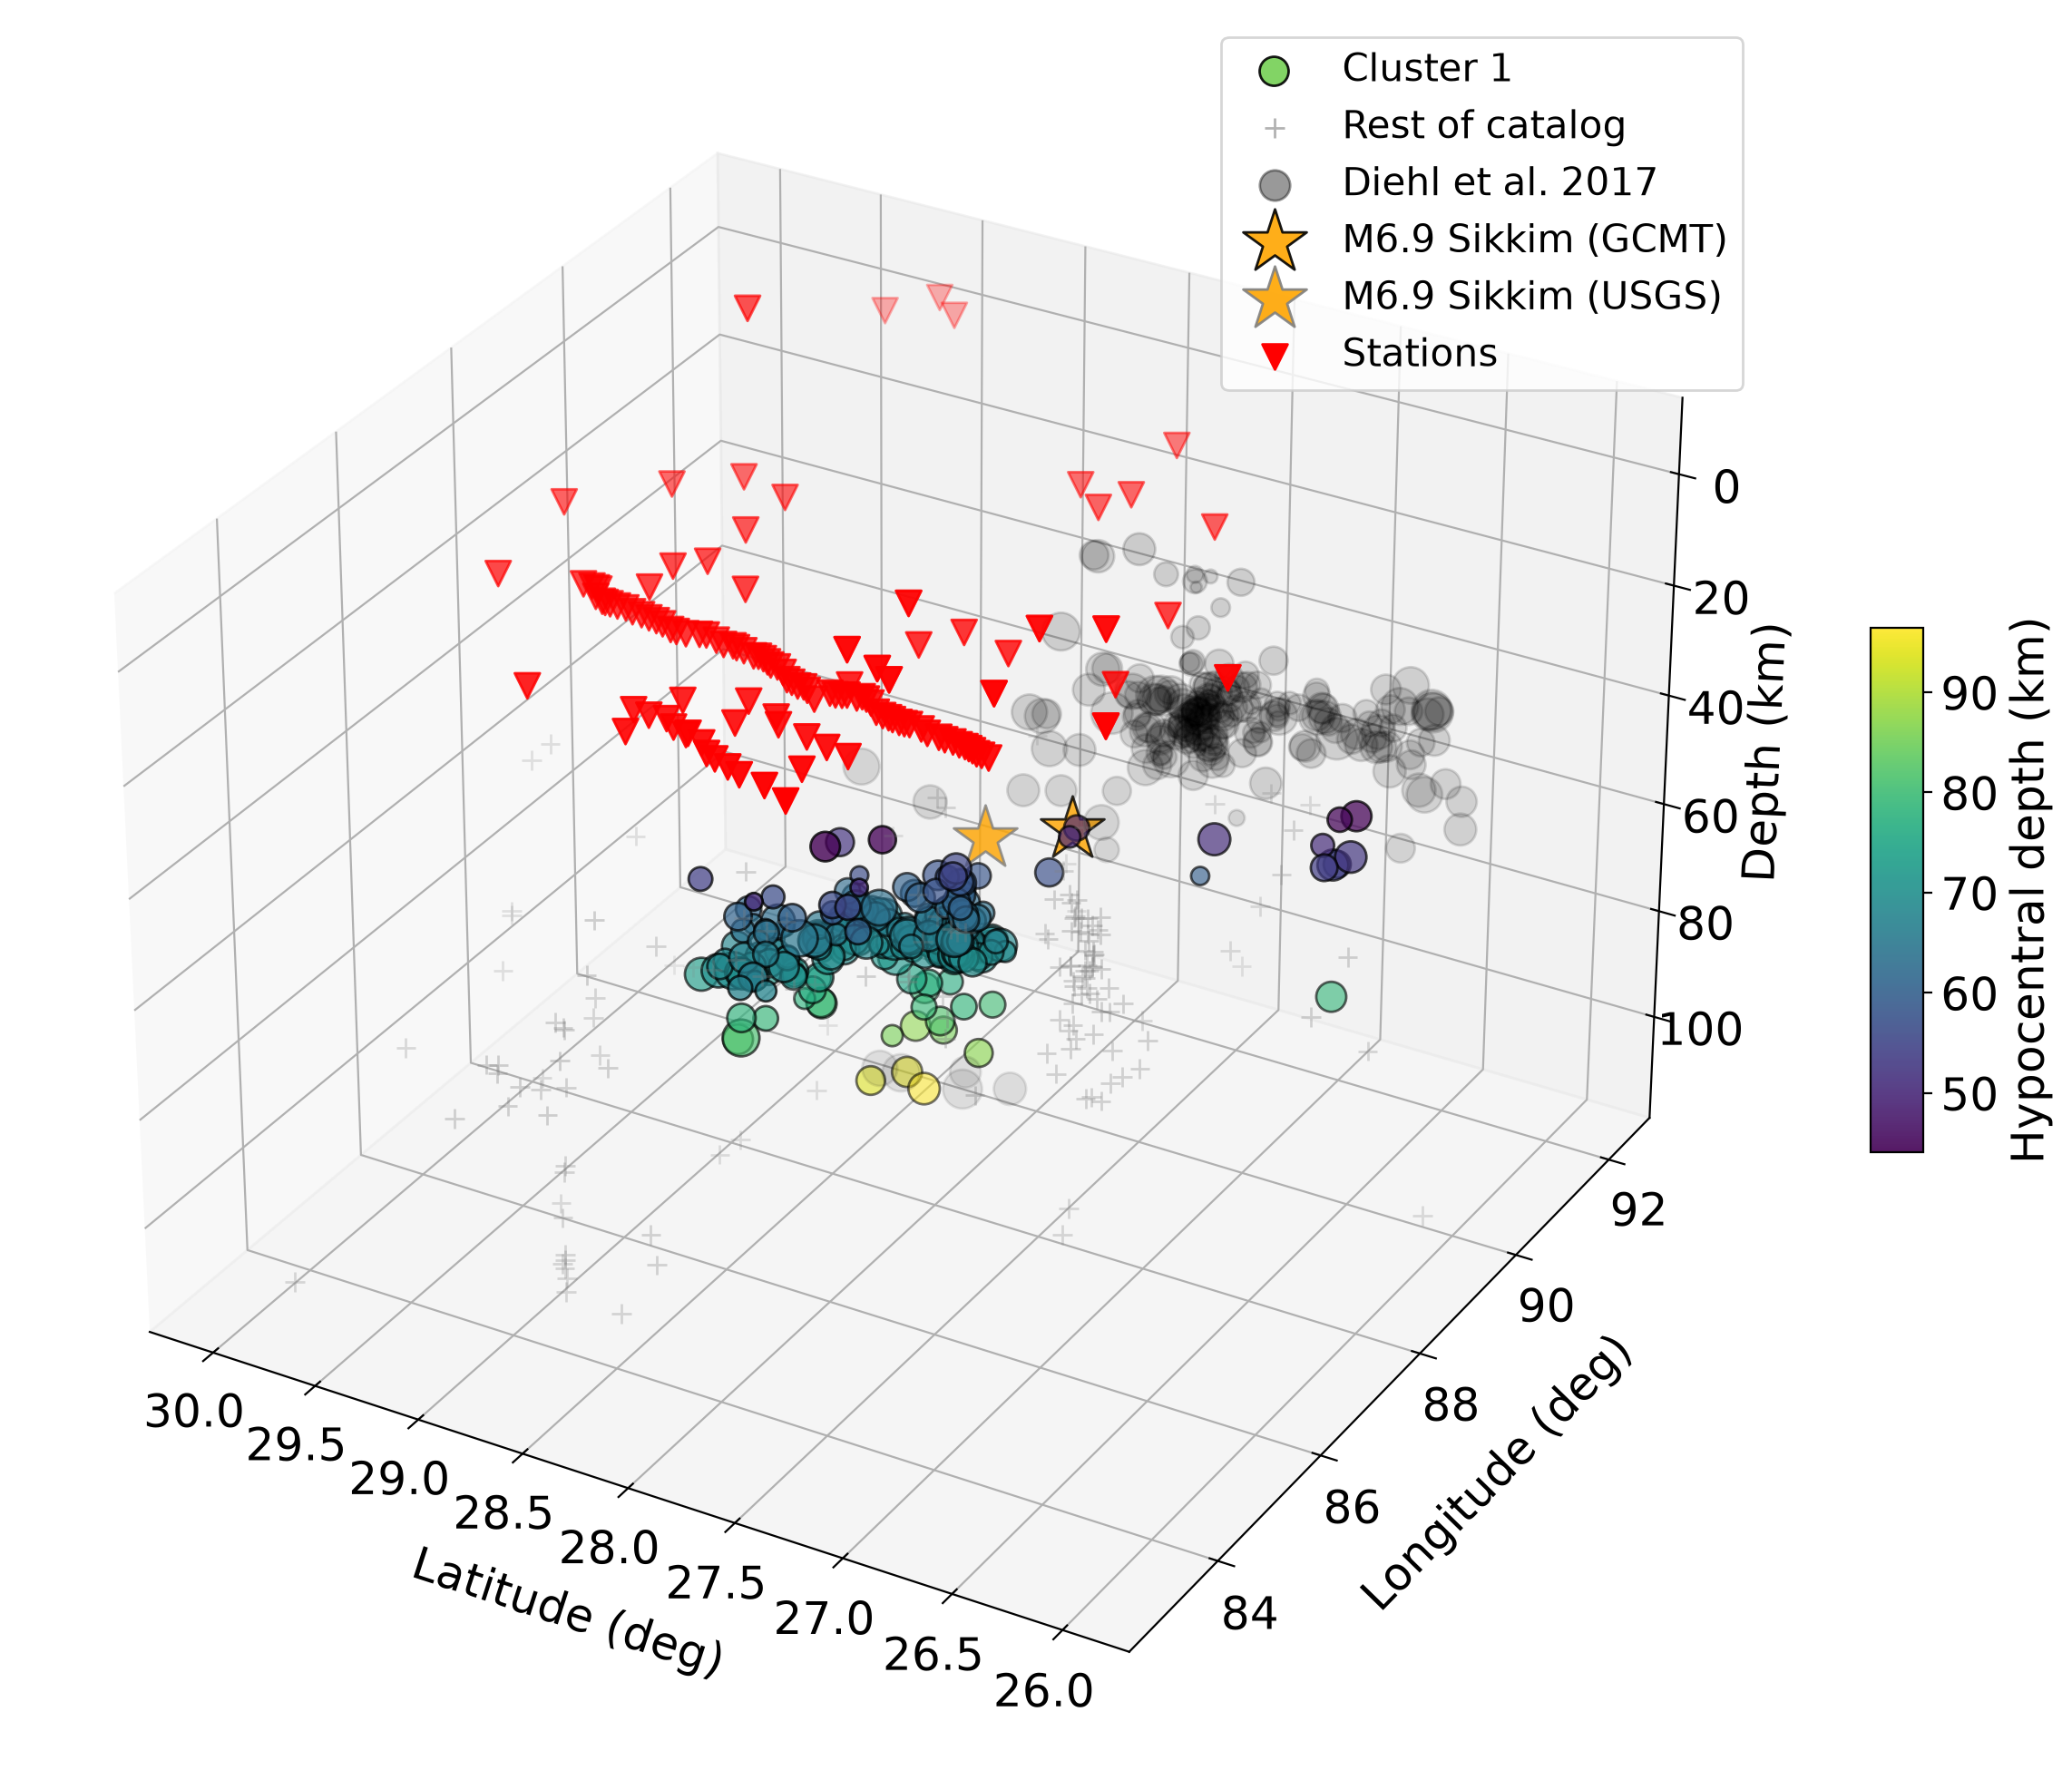 Cluster 1
Rest of catalog
Diehl et al. 2017
M6.9 Sikkim (GCMT)
M6.9 Sikkim (USGS)
Stations
0
20
40
60
80
100
Depth (km)
90
80
70
60
50
Hypocentral depth (km)
92
90
88
86
84
Longitude (deg)
30.0
29.5
29.0
28.5
28.0
27.5
27.0
26.5
26.0
Latitude (deg)